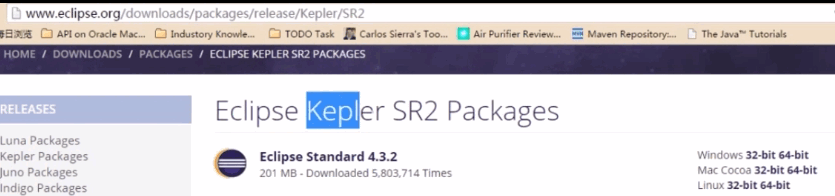 www.eclipse.org/downloads/packages/release/Kepler/SR2
每日浏览 API on Oracle Mac... Industory Knowle... TODO Task Carlos Sierra's Too... Air Purifier Review... Maven Repository:... The Java™ Tutorials
HOME / DOWNLOADS / PACKAGES / ECLIPSE KEPLER SR2 PACKAGES
RELEASES
Eclipse Kepler SR2 Packages
Luna Packages
Kepler Packages
Juno Packages
Indigo Packages
Eclipse Standard 4.3.2
201 MB - Downloaded 5,803,714 Times
Windows 32-bit 64-bit
Mac Cocoa 32-bit 64-bit
Linux 32-bit 64-bit